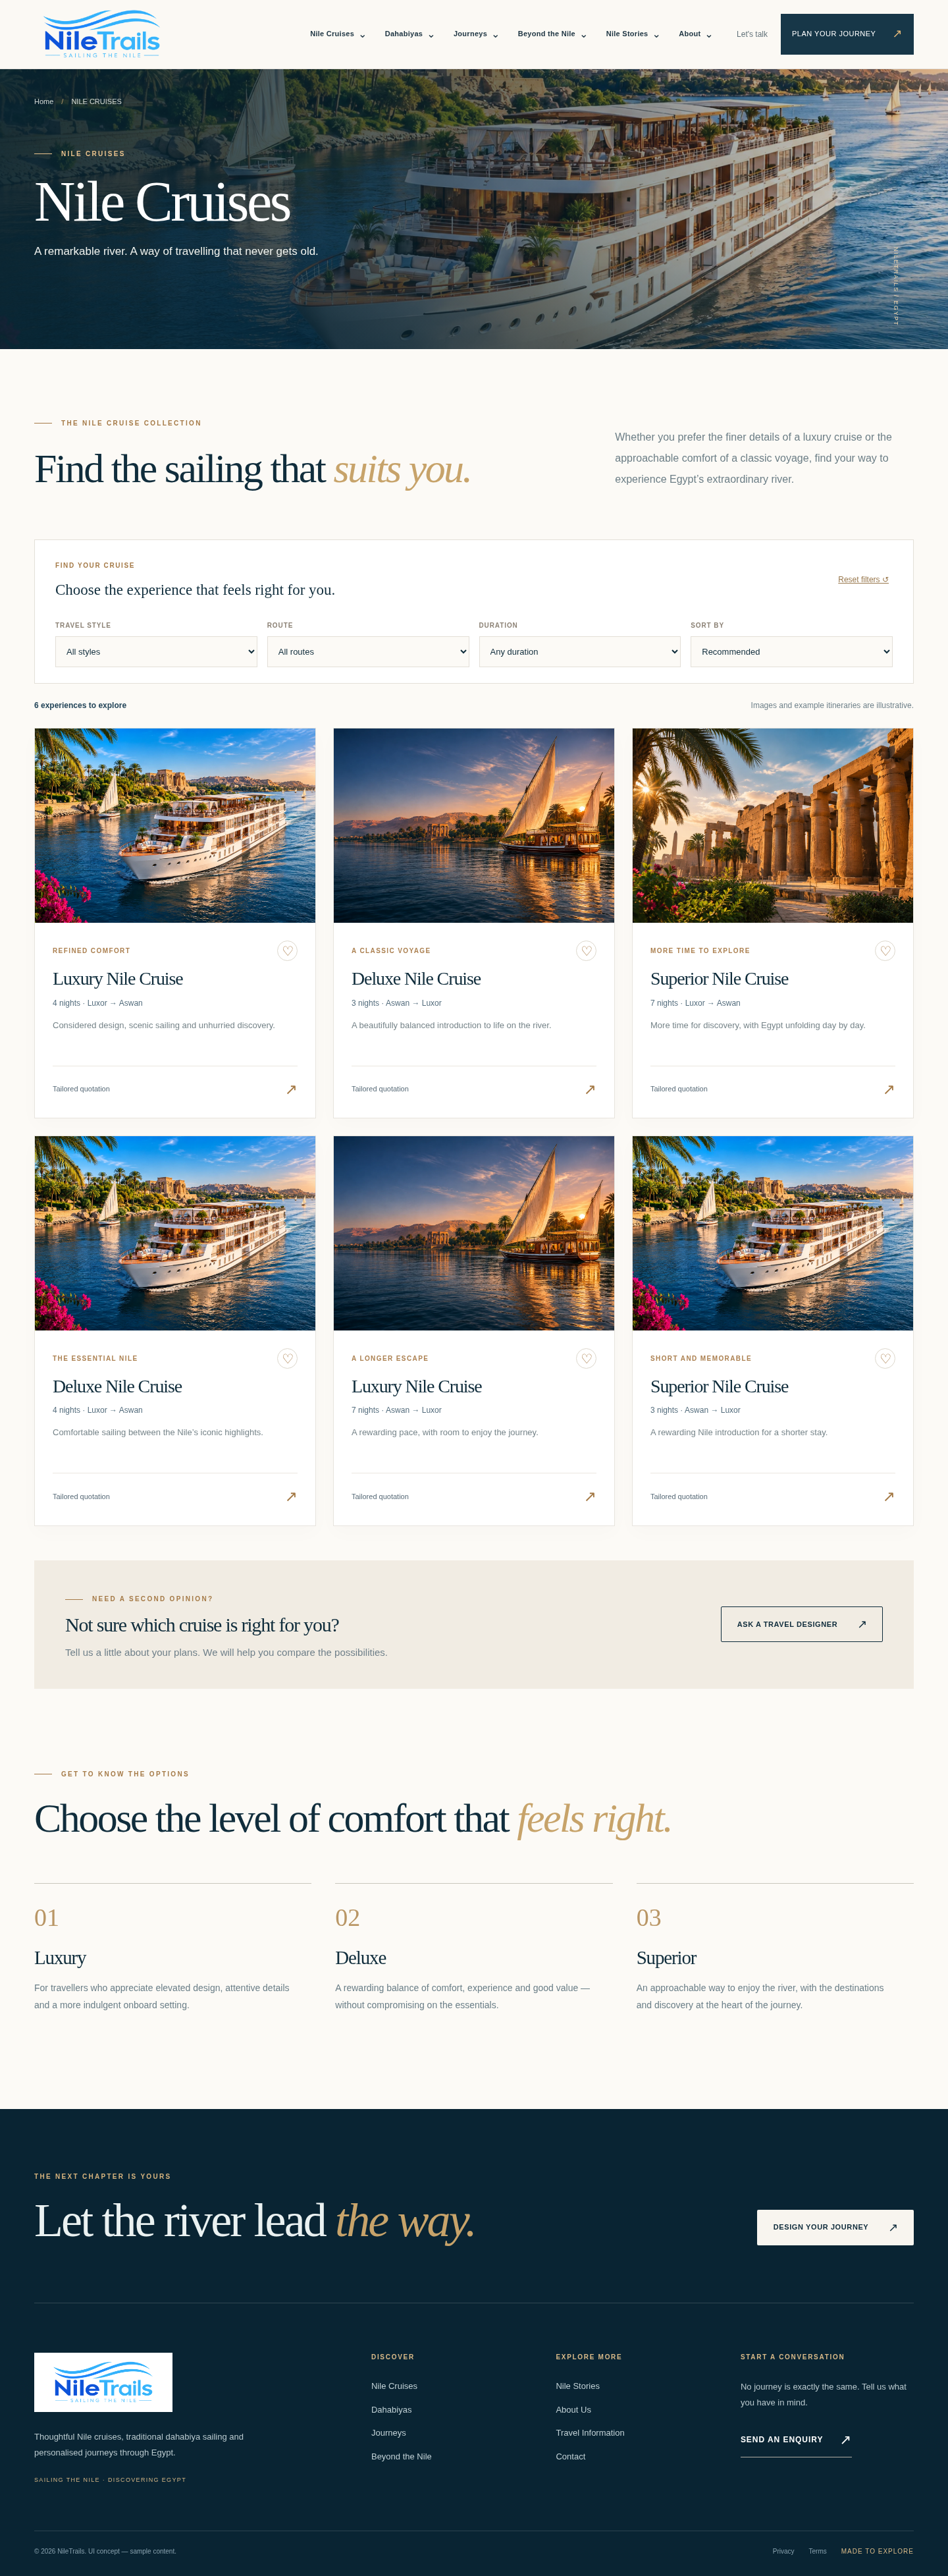 NileTrails
SAILING THE NILE
Nile Cruises
Dahabiyas
Journeys
Beyond the Nile
Nile Stories
About
Let's talk
PLAN YOUR JOURNEY ↗
Home / NILE CRUISES
NILE CRUISES
Nile Cruises
A remarkable river. A way of travelling that never gets old.
EGYPT
THE NILE CRUISE COLLECTION
Find the sailing that suits you.
Whether you prefer the finer details of a luxury cruise or the
approachable comfort of a classic voyage, find your way to
experience Egypt's extraordinary river.
FIND YOUR CRUISE
Choose the experience that feels right for you.
Reset filters ↺
TRAVEL STYLE
All styles
ROUTE
All routes
DURATION
Any duration
SORT BY
Recommended
6 experiences to explore
Images and example itineraries are illustrative.
REFINED COMFORT
Luxury Nile Cruise
4 nights · Luxor → Aswan
Considered design, scenic sailing and unhurried discovery.
Tailored quotation ↗
A CLASSIC VOYAGE
Deluxe Nile Cruise
3 nights · Aswan → Luxor
A beautifully balanced introduction to life on the river.
Tailored quotation ↗
MORE TIME TO EXPLORE
Superior Nile Cruise
7 nights · Luxor → Aswan
More time for discovery, with Egypt unfolding day by day.
Tailored quotation ↗
THE ESSENTIAL NILE
Deluxe Nile Cruise
4 nights · Luxor → Aswan
Comfortable sailing between the Nile's iconic highlights.
Tailored quotation ↗
A LONGER ESCAPE
Luxury Nile Cruise
7 nights · Aswan → Luxor
A rewarding pace, with room to enjoy the journey.
Tailored quotation ↗
SHORT AND MEMORABLE
Superior Nile Cruise
3 nights · Aswan → Luxor
A rewarding Nile introduction for a shorter stay.
Tailored quotation ↗
NEED A SECOND OPINION?
Not sure which cruise is right for you?
Tell us a little about your plans. We will help you compare the possibilities.
ASK A TRAVEL DESIGNER ↗
GET TO KNOW THE OPTIONS
Choose the level of comfort that feels right.
01
Luxury
For travellers who appreciate elevated design, attentive details
and a more indulgent onboard setting.
02
Deluxe
A rewarding balance of comfort, experience and good value —
without compromising on the essentials.
03
Superior
An approachable way to enjoy the river, with the destinations
and discovery at the heart of the journey.
THE NEXT CHAPTER IS YOURS
Let the river lead the way.
DESIGN YOUR JOURNEY ↗
NileTrails
SAILING THE NILE
Thoughtful Nile cruises, traditional dahabiya sailing and
personalised journeys through Egypt.
SAILING THE NILE · DISCOVERING EGYPT
DISCOVER
Nile Cruises
Dahabiyas
Journeys
Beyond the Nile
EXPLORE MORE
Nile Stories
About Us
Travel Information
Contact
START A CONVERSATION
No journey is exactly the same. Tell us what
you have in mind.
SEND AN ENQUIRY ↗
© 2026 NileTrails. UI concept — sample content.
Privacy
Terms
MADE TO EXPLORE